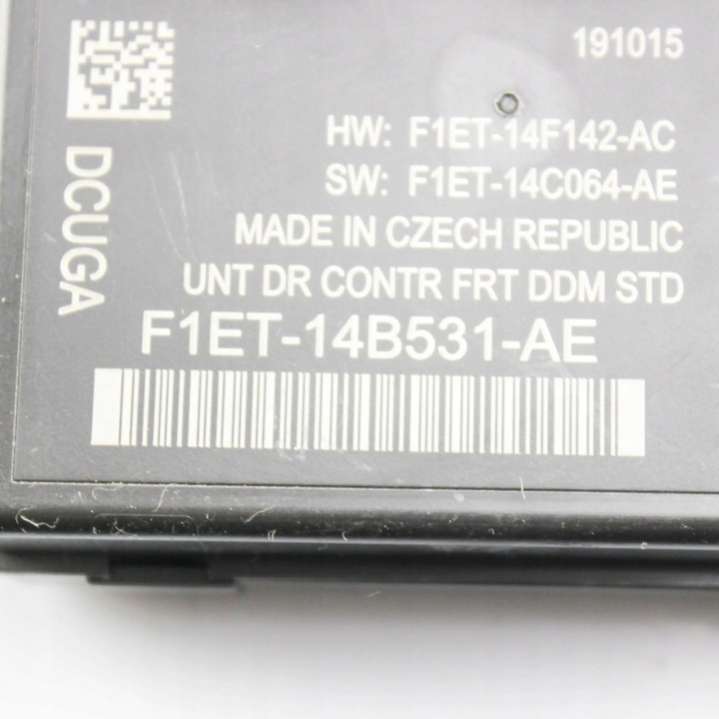 191015
HW: F1ET-14F142-AC
SW: F1ET-14C064-AE
MADE IN CZECH REPUBLIC
UNT DR CONTR FRT DDM STD
DCUGA
F1ET-14B531-AE